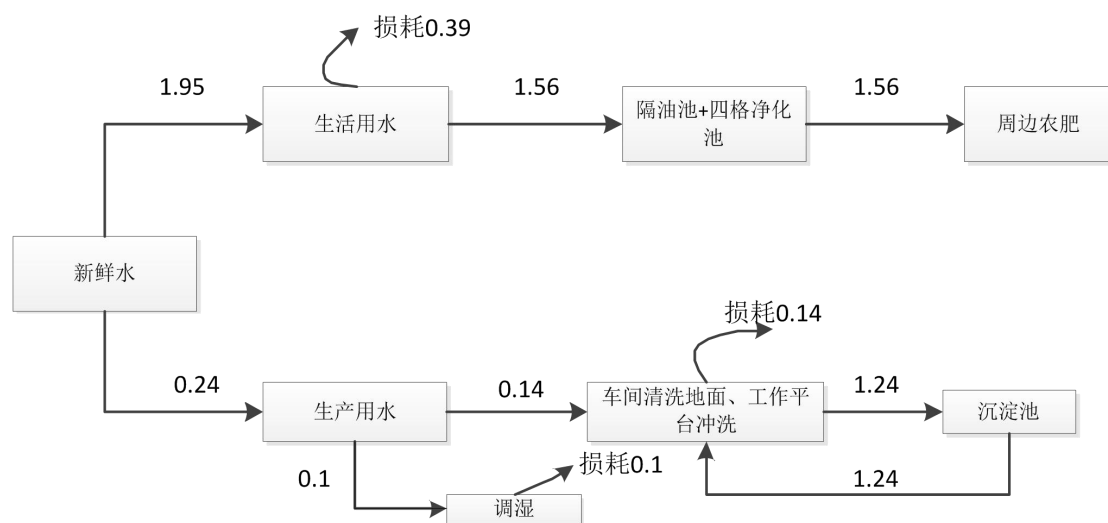 损耗0.39
1.95
生活用水
1.56
隔油池+四格净化
池
1.56
周边农肥
新鲜水
损耗0.14
0.24
生产用水
0.14
车间清洗地面、工作平
台冲洗
1.24
沉淀池
0.1
损耗0.1
1.24
调湿